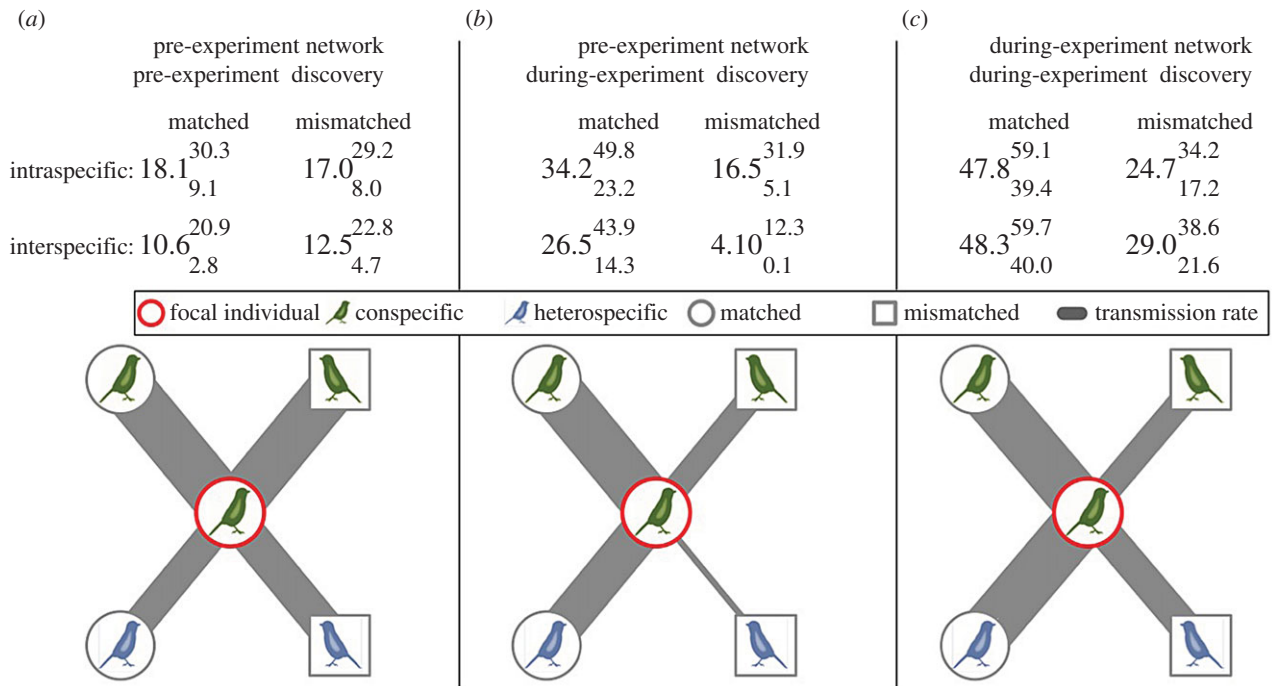 (a)
pre-experiment network
pre-experiment discovery
matched mismatched
intraspecific: 18.1 30.3 9.1 17.0 29.2 8.0
interspecific: 10.6 20.9 2.8 12.5 22.8 4.7
(b)
pre-experiment network
during-experiment discovery
matched mismatched
34.2 49.8 23.2 16.5 31.9 5.1
26.5 43.9 14.3 4.10 12.3 0.1
(c)
during-experiment network
during-experiment discovery
matched mismatched
47.8 59.1 39.4 24.7 34.2 17.2
48.3 59.7 40.0 29.0 38.6 21.6
focal individual conspecific heterospecific matched mismatched transmission rate